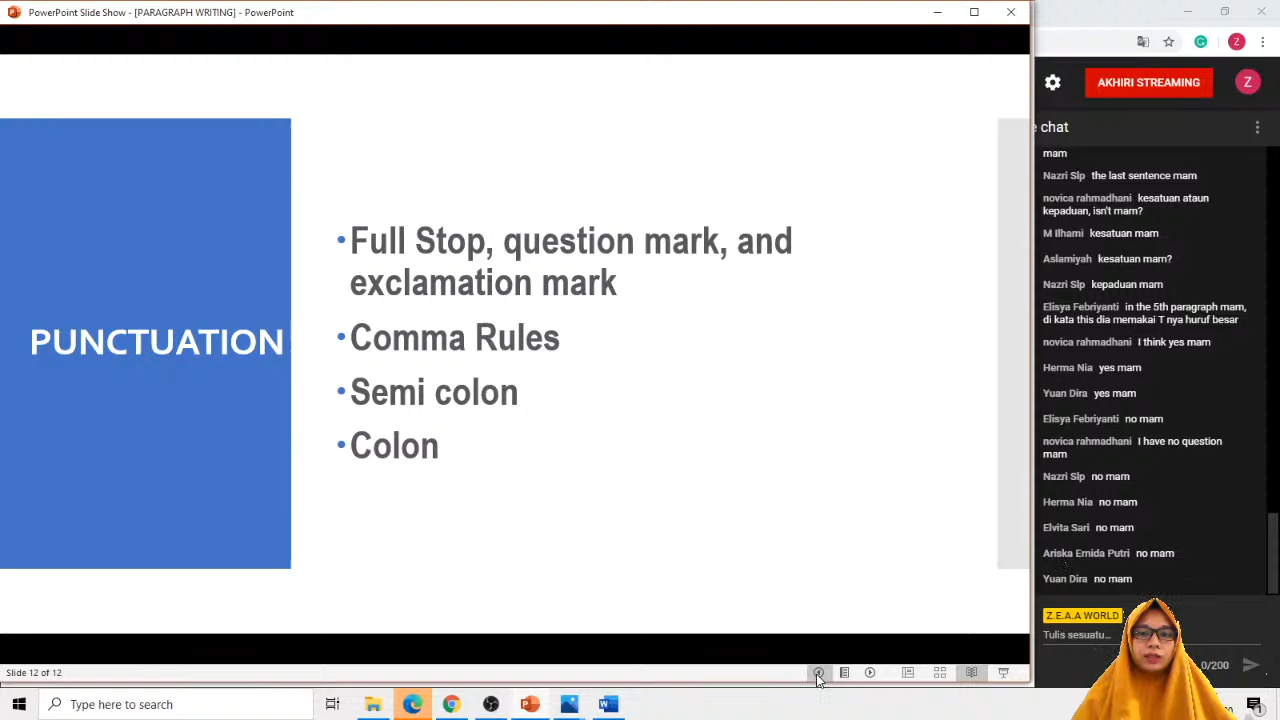 PowerPoint Slide Show - [PARAGRAPH WRITING] - PowerPoint
PUNCTUATION
•Full Stop, question mark, and
exclamation mark
•Comma Rules
•Semi colon
•Colon
Slide 12 of 12
Type here to search
Z
AKHIRI STREAMING
Z
chat
mam
Nazri Slp the last sentence mam
novica rahmadhani kesatuan ataun
kepaduan, isn't mam?
M Ilhami kesatuan mam
Aslamiyah kesatuan mam?
Nazri Slp kepaduan mam
Elisya Febriyanti in the 5th paragraph mam,
di kata this dia memakai T nya huruf besar
novica rahmadhani I think yes mam
Herma Nia yes mam
Yuan Dira yes mam
Elisya Febriyanti no mam
novica rahmadhani I have no question
mam
Nazri Slp no mam
Herma Nia no mam
Elvita Sari no mam
Ariska Emida Putri no mam
Yuan Dira no mam
Z.E.A.A WORLD
Tulis sesuatu...
0/200